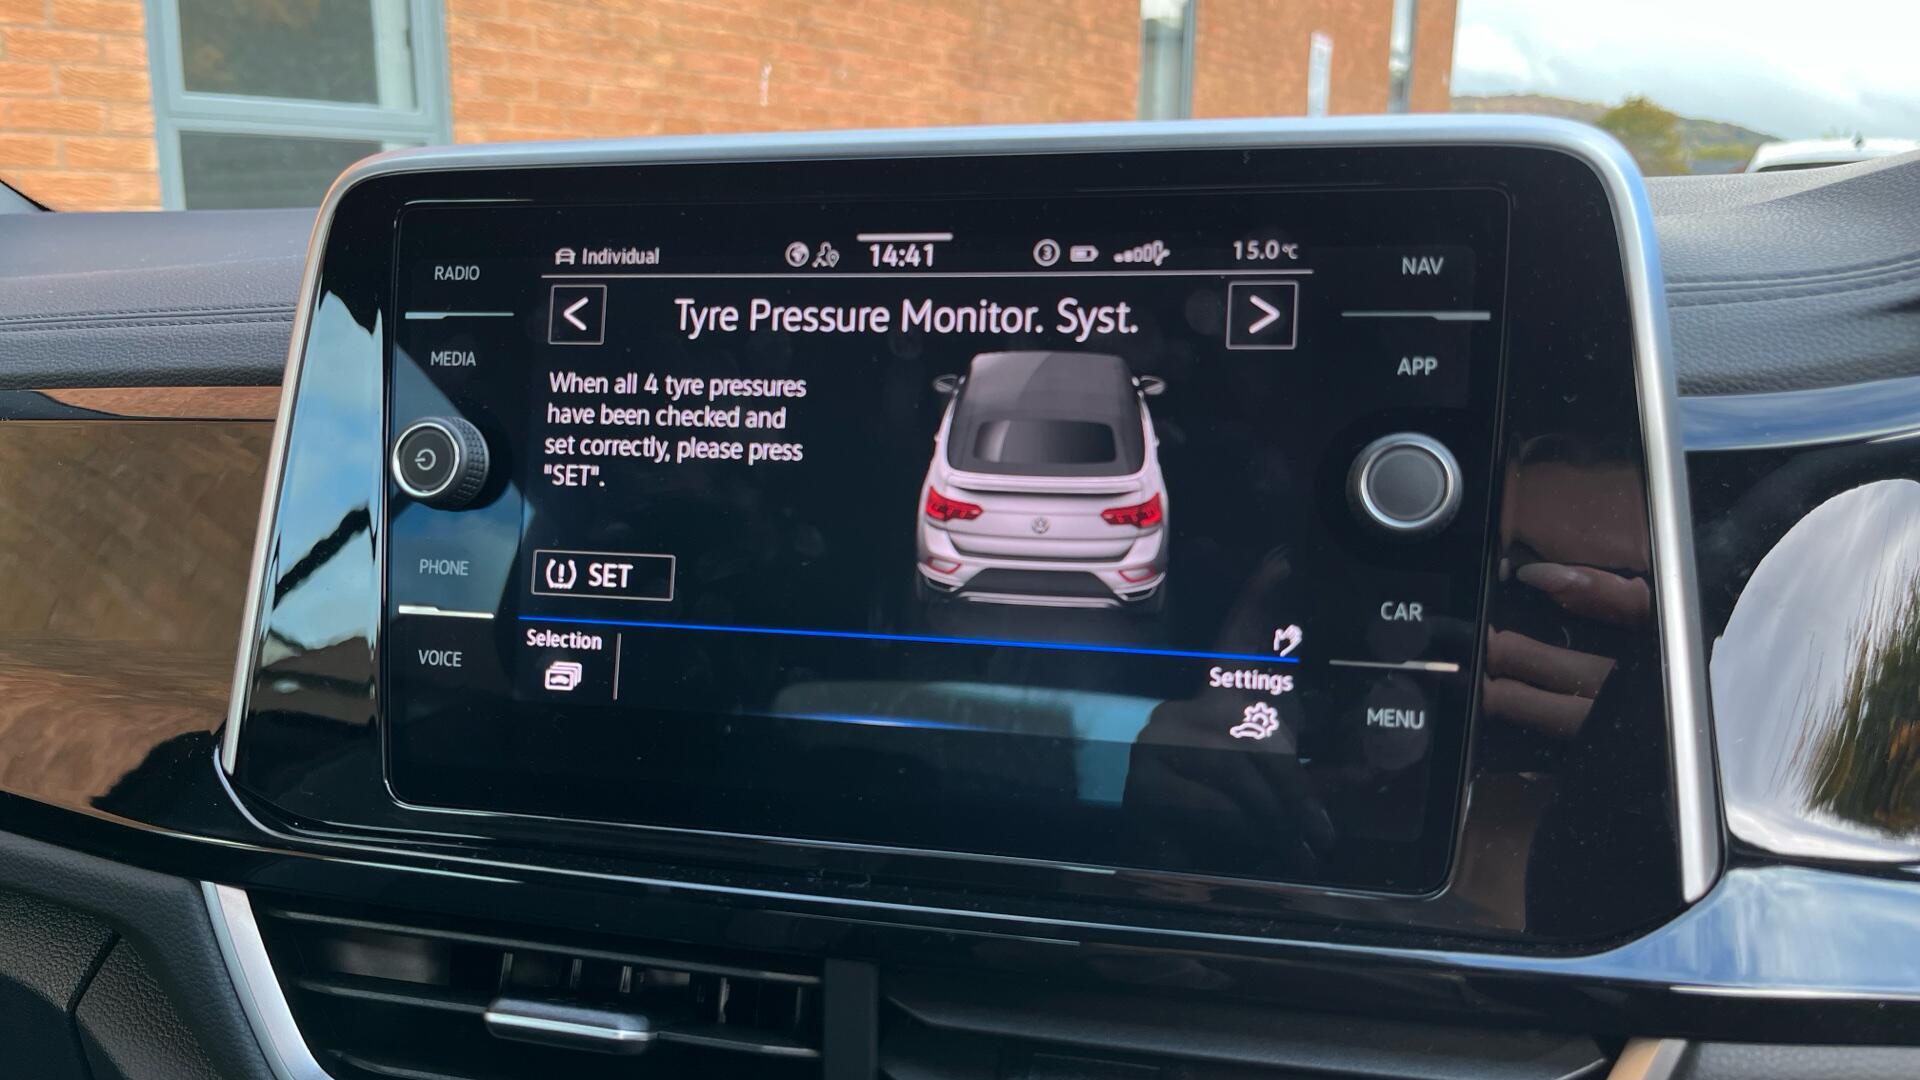 Individual
14:41
3
15.0°C
RADIO
MEDIA
PHONE
VOICE
< Tyre Pressure Monitor. Syst. >
When all 4 tyre pressures
have been checked and
set correctly, please press
"SET".
(!) SET
Selection
Settings
NAV
APP
CAR
MENU